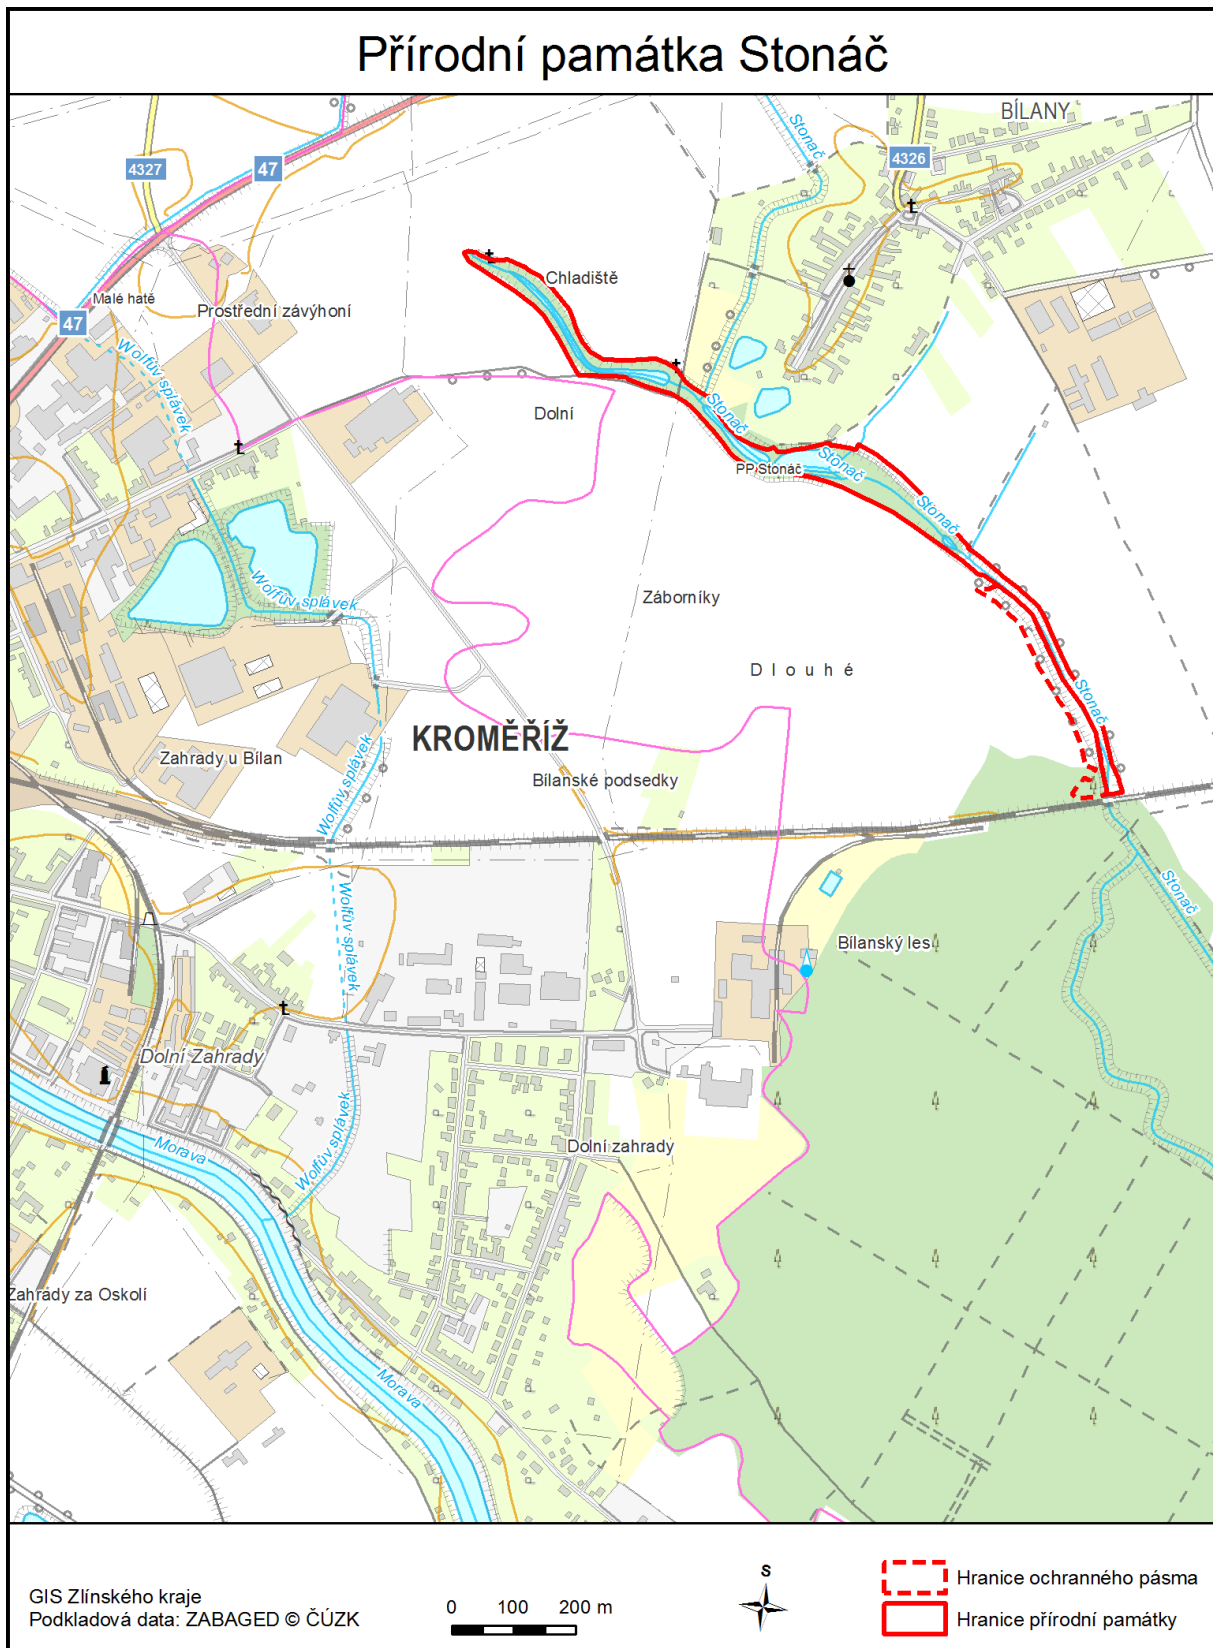 Přírodní památka Stonáč
BÍLANY
Stonáč
4327
47
4326
Chladiště
Malé hatě
Prostřední závýhoní
47
Wolfův splávek
Dolní
Stonáč
Stonáč
PP Stonáč
Stonáč
Wolfův splávek
Záborníky
Dlouhé
Stonáč
KROMĚŘÍŽ
Zahrady u Bílan
Wolfův splávek
Bílanské podsedky
Stonáč
Wolfův splávek
Bílanský les
Dolní Zahrady
Wolfův splávek
Morava
Dolní zahrady
Zahrady za Oskolí
Morava
GIS Zlínského kraje
Podkladová data: ZABAGED © ČÚZK
0 100 200 m
S
Hranice ochranného pásma
Hranice přírodní památky